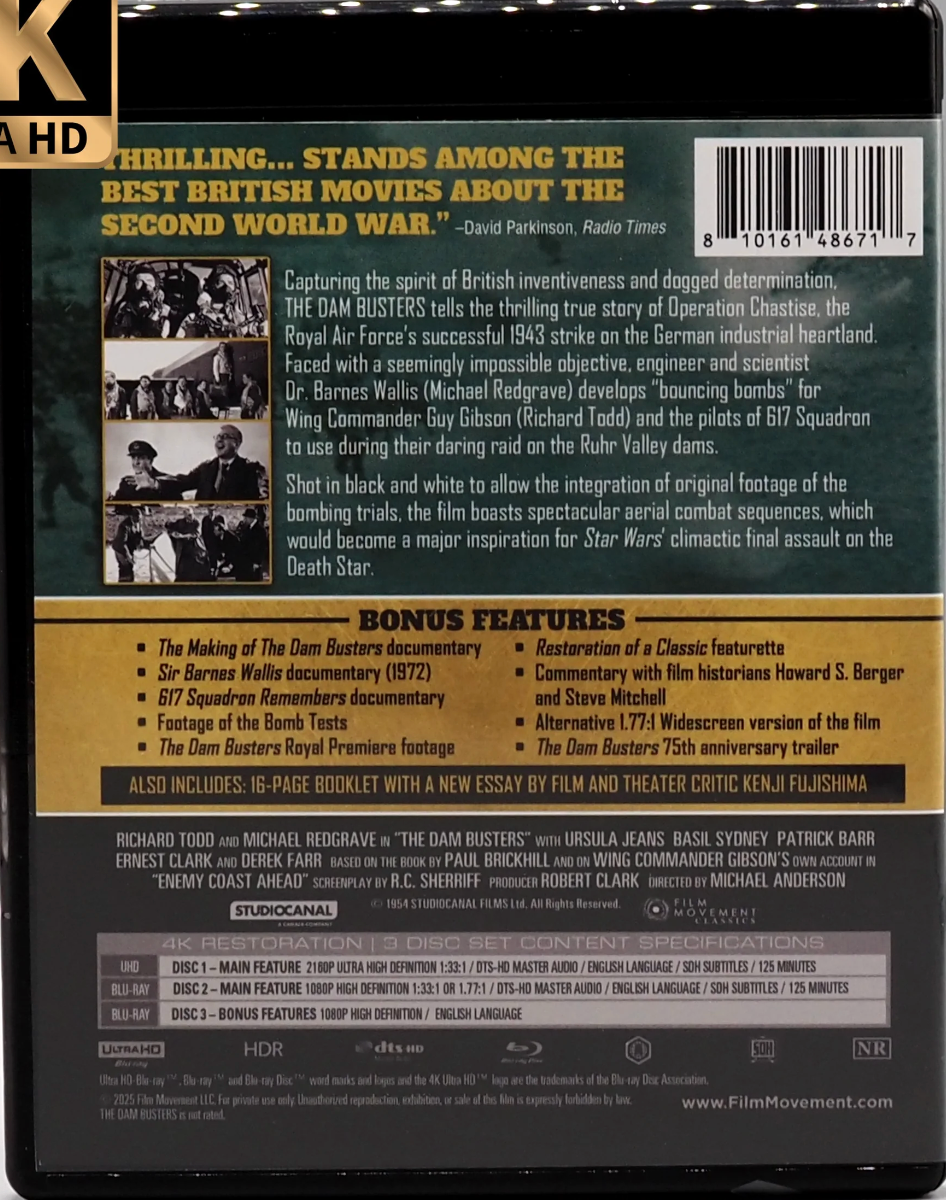 K
A HD
THRILLING... STANDS AMONG THE
BEST BRITISH MOVIES ABOUT THE
SECOND WORLD WAR.” –David Parkinson, Radio Times
8 10161 48671 7
Capturing the spirit of British inventiveness and dogged determination,
THE DAM BUSTERS tells the thrilling true story of Operation Chastise, the
Royal Air Force's successful 1943 strike on the German industrial heartland.
Faced with a seemingly impossible objective, engineer and scientist
Dr. Barnes Wallis (Michael Redgrave) develops "bouncing bombs" for
Wing Commander Guy Gibson (Richard Todd) and the pilots of 617 Squadron
to use during their daring raid on the Ruhr Valley dams.
Shot in black and white to allow the integration of original footage of the
bombing trials, the film boasts spectacular aerial combat sequences, which
would become a major inspiration for Star Wars' climactic final assault on the
Death Star.
BONUS FEATURES
▪ The Making of The Dam Busters documentary
▪ Sir Barnes Wallis documentary (1972)
▪ 617 Squadron Remembers documentary
▪ Footage of the Bomb Tests
▪ The Dam Busters Royal Premiere footage
▪ Restoration of a Classic featurette
▪ Commentary with film historians Howard S. Berger
and Steve Mitchell
▪ Alternative 1.77:1 Widescreen version of the film
▪ The Dam Busters 75th anniversary trailer
ALSO INCLUDES: 16-PAGE BOOKLET WITH A NEW ESSAY BY FILM AND THEATER CRITIC KENJI FUJISHIMA
RICHARD TODD AND MICHAEL REDGRAVE IN "THE DAM BUSTERS" WITH URSULA JEANS BASIL SYDNEY PATRICK BARR
ERNEST CLARK AND DEREK FARR BASED ON THE BOOK BY PAUL BRICKHILL AND ON WING COMMANDER GIBSON'S OWN ACCOUNT IN
"ENEMY COAST AHEAD" SCREENPLAY BY R.C. SHERRIFF PRODUCER ROBERT CLARK DIRECTED BY MICHAEL ANDERSON
STUDIOCANAL
A CANAL+ COMPANY
© 1954 STUDIOCANAL FILMS Ltd. All Rights Reserved.
FILM
MOVEMENT
CLASSICS
4K RESTORATION | 3 DISC SET CONTENT SPECIFICATIONS
UHD DISC 1 – MAIN FEATURE 2160P ULTRA HIGH DEFINITION 1:33:1 / DTS-HD MASTER AUDIO / ENGLISH LANGUAGE / SDH SUBTITLES / 125 MINUTES
BLU-RAY DISC 2 – MAIN FEATURE 1080P HIGH DEFINITION 1:33:1 OR 1.77:1 / DTS-HD MASTER AUDIO / ENGLISH LANGUAGE / SDH SUBTITLES / 125 MINUTES
BLU-RAY DISC 3 – BONUS FEATURES 1080P HIGH DEFINITION / ENGLISH LANGUAGE
ULTRA HD Blu-ray HDR dts-HD Blu-ray Disc SDH NR
Ultra HD-Blu-ray™, Blu-ray™ and Blu-ray Disc™ word marks and logos and the 4K Ultra HD™ logo are the trademarks of the Blu-ray Disc Association.
© 2025 Film Movement LLC. For private use only. Unauthorized reproduction, exhibition, or sale of this film is expressly forbidden by law.
THE DAM BUSTERS is not rated.
www.FilmMovement.com